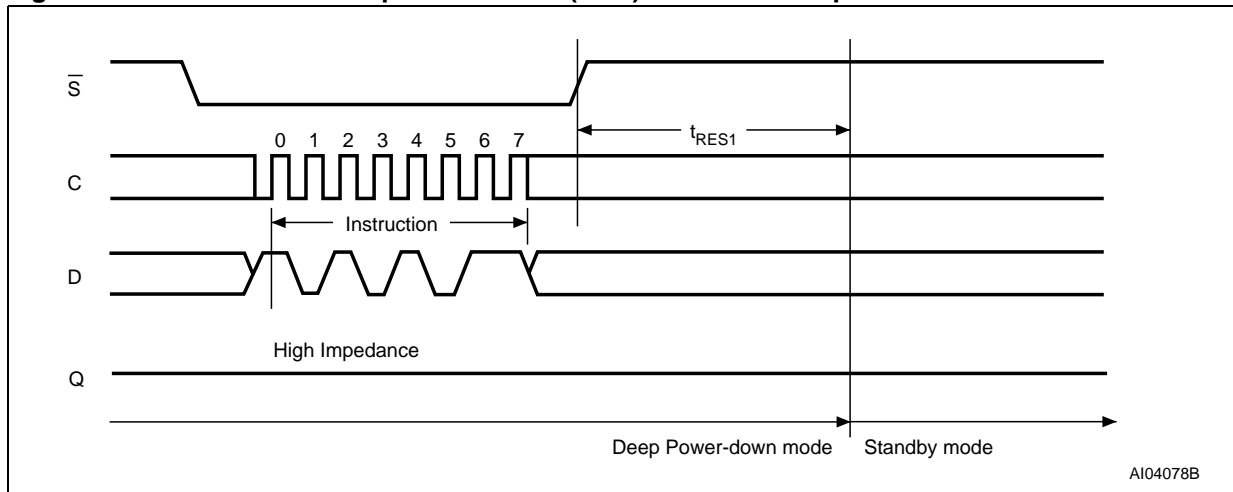 S̅
0 1 2 3 4 5 6 7
tRES1
C
Instruction
D
High Impedance
Q
Deep Power-down mode Standby mode
AI04078B